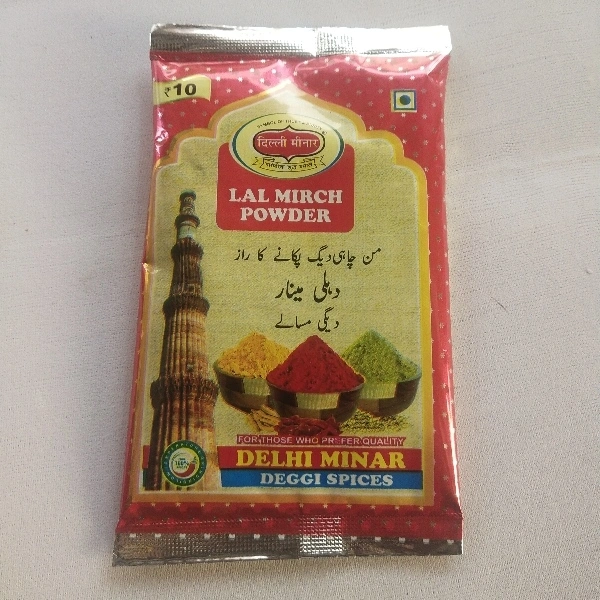 ₹10
दिल्ली मीनार
LAL MIRCH
POWDER
من چاہی دیگ پکانے کا راز
دہلی مینار
دیگی مسالے
FOR THOSE WHO PREFER QUALITY
DELHI MINAR
DEGGI SPICES
100%